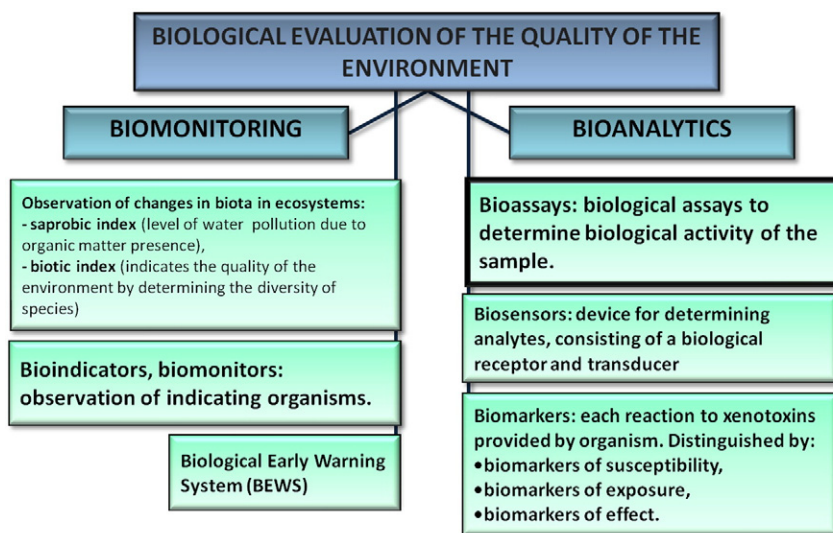 BIOLOGICAL EVALUATION OF THE QUALITY OF THE
ENVIRONMENT
BIOMONITORING
Observation of changes in biota in ecosystems:
- saprobic index (level of water pollution due to
organic matter presence),
- biotic index (indicates the quality of the
environment by determining the diversity of
species)
Bioindicators, biomonitors:
observation of indicating organisms.
Biological Early Warning
System (BEWS)
BIOANALYTICS
Bioassays: biological assays to
determine biological activity of the
sample.
Biosensors: device for determining
analytes, consisting of a biological
receptor and transducer
Biomarkers: each reaction to xenotoxins
provided by organism. Distinguished by:
•biomarkers of susceptibility,
•biomarkers of exposure,
•biomarkers of effect.